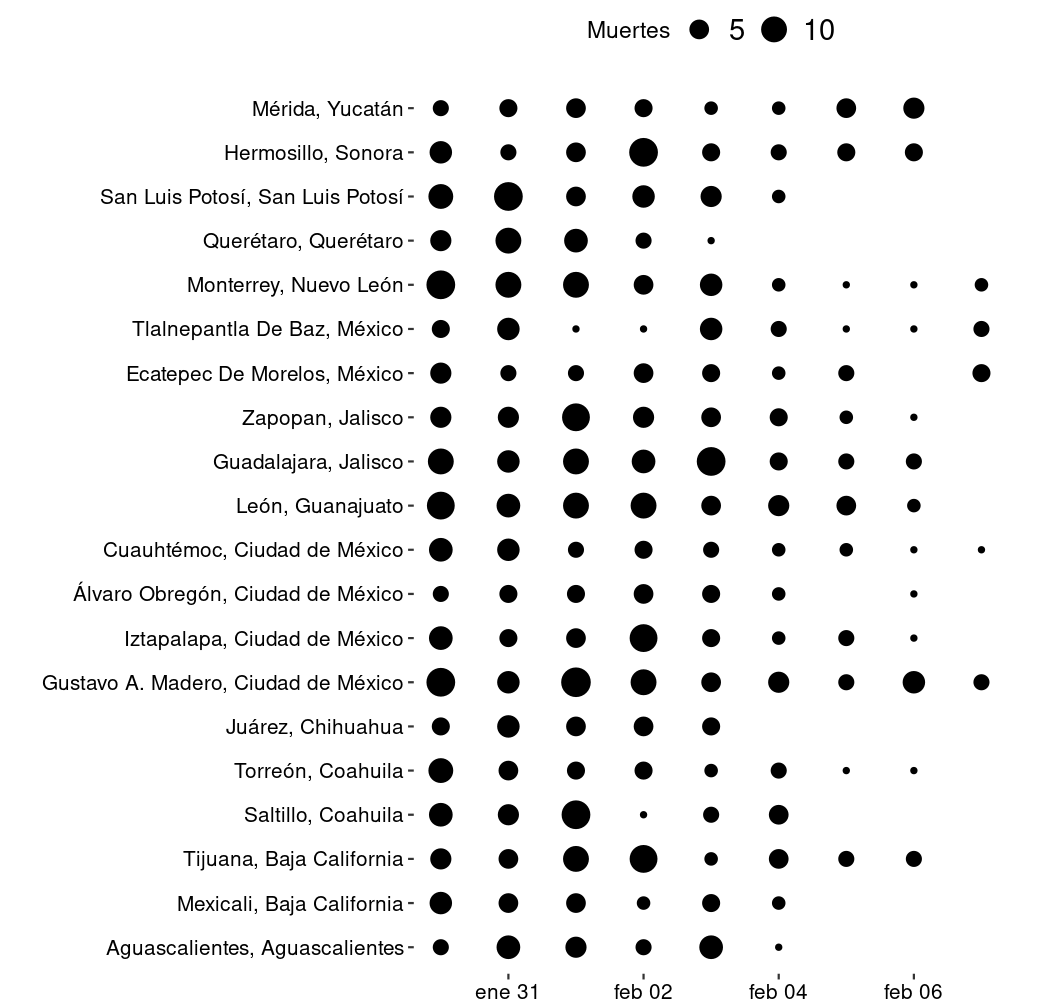 Muertes 5 10
Mérida, Yucatán
Hermosillo, Sonora
San Luis Potosí, San Luis Potosí
Querétaro, Querétaro
Monterrey, Nuevo León
Tlalnepantla De Baz, México
Ecatepec De Morelos, México
Zapopan, Jalisco
Guadalajara, Jalisco
León, Guanajuato
Cuauhtémoc, Ciudad de México
Álvaro Obregón, Ciudad de México
Iztapalapa, Ciudad de México
Gustavo A. Madero, Ciudad de México
Juárez, Chihuahua
Torreón, Coahuila
Saltillo, Coahuila
Tijuana, Baja California
Mexicali, Baja California
Aguascalientes, Aguascalientes
ene 31 feb 02 feb 04 feb 06